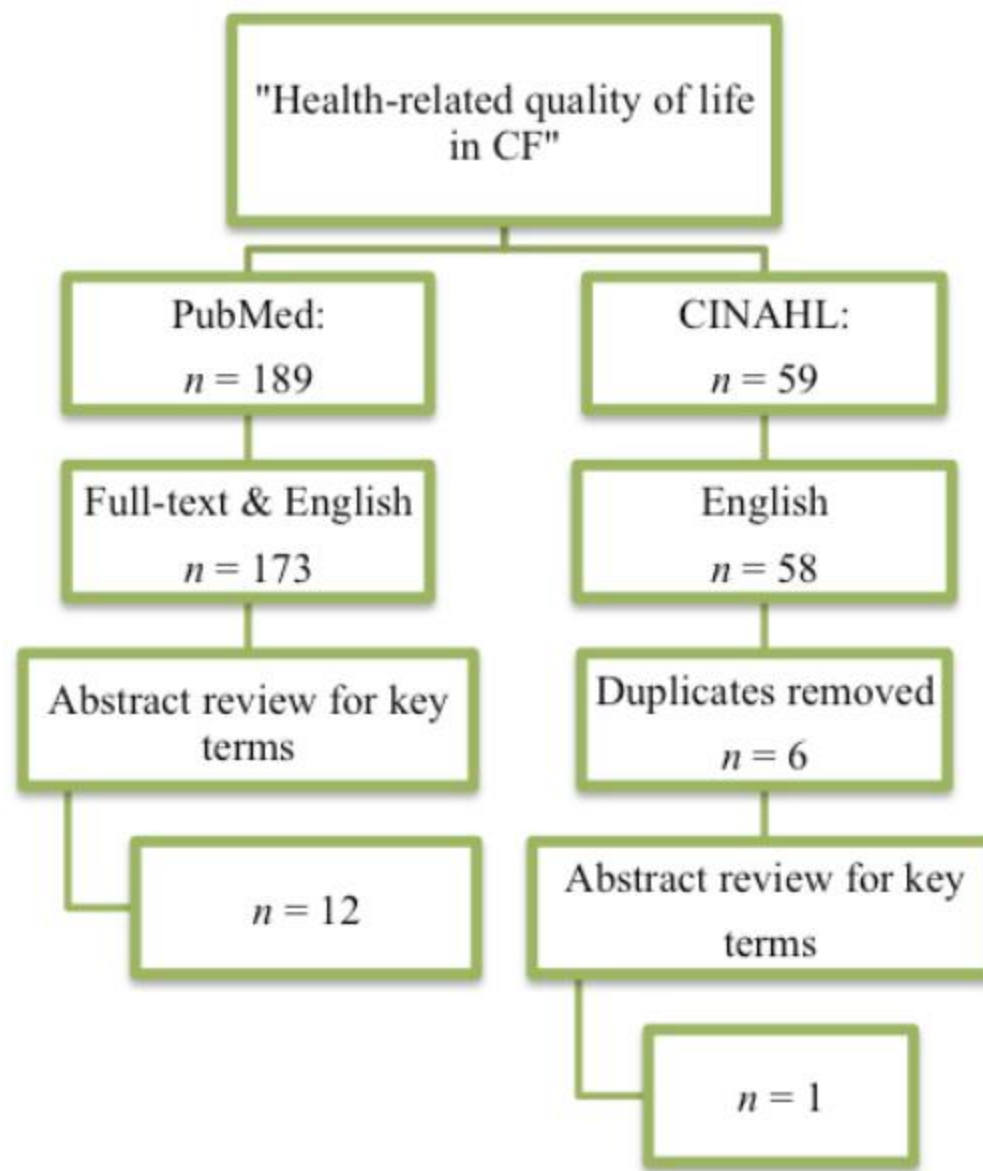 "Health-related quality of life
in CF"
PubMed:
n = 189
CINAHL:
n = 59
Full-text & English
n = 173
English
n = 58
Abstract review for key
terms
Duplicates removed
n = 6
n = 12
Abstract review for key
terms
n = 1